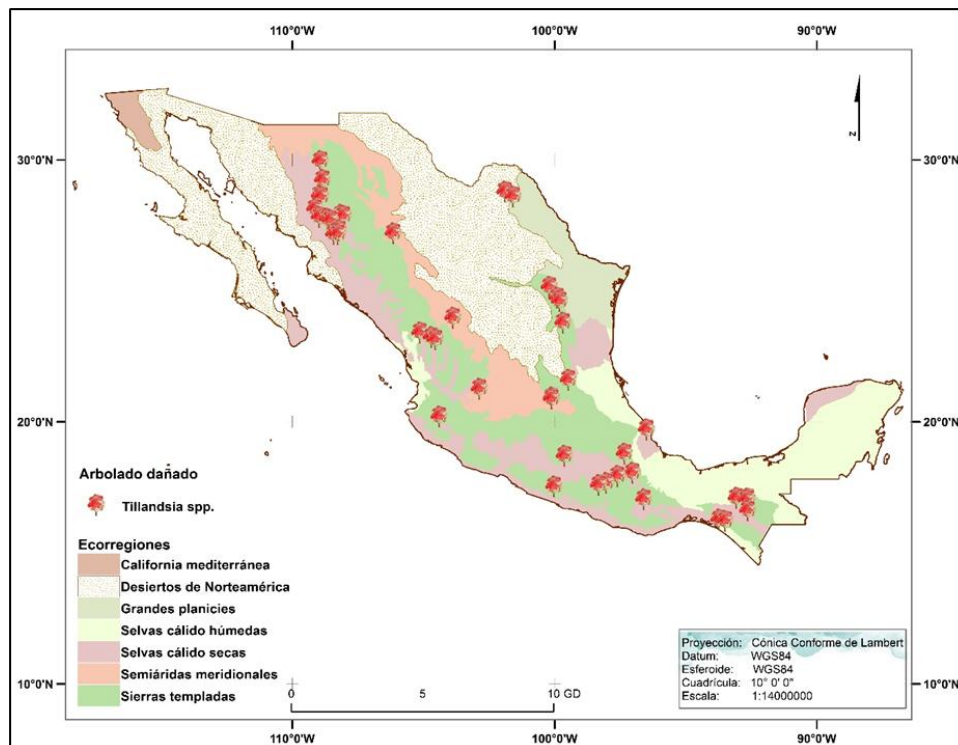 110°0'W 100°0'W 90°0'W
30°0'N 30°0'N
20°0'N 20°0'N
10°0'N 10°0'N
z
Arbolado dañado
Tillandsia spp.
Ecorregiones
California mediterránea
Desiertos de Norteamérica
Grandes planicies
Selvas cálido húmedas
Selvas cálido secas
Semiáridas meridionales
Sierras templadas
0 5 10 GD
Proyección: Cónica Conforme de Lambert
Datum: WGS84
Esferoide: WGS84
Cuadrícula: 10° 0' 0"
Escala: 1:14000000
110°0'W 100°0'W 90°0'W